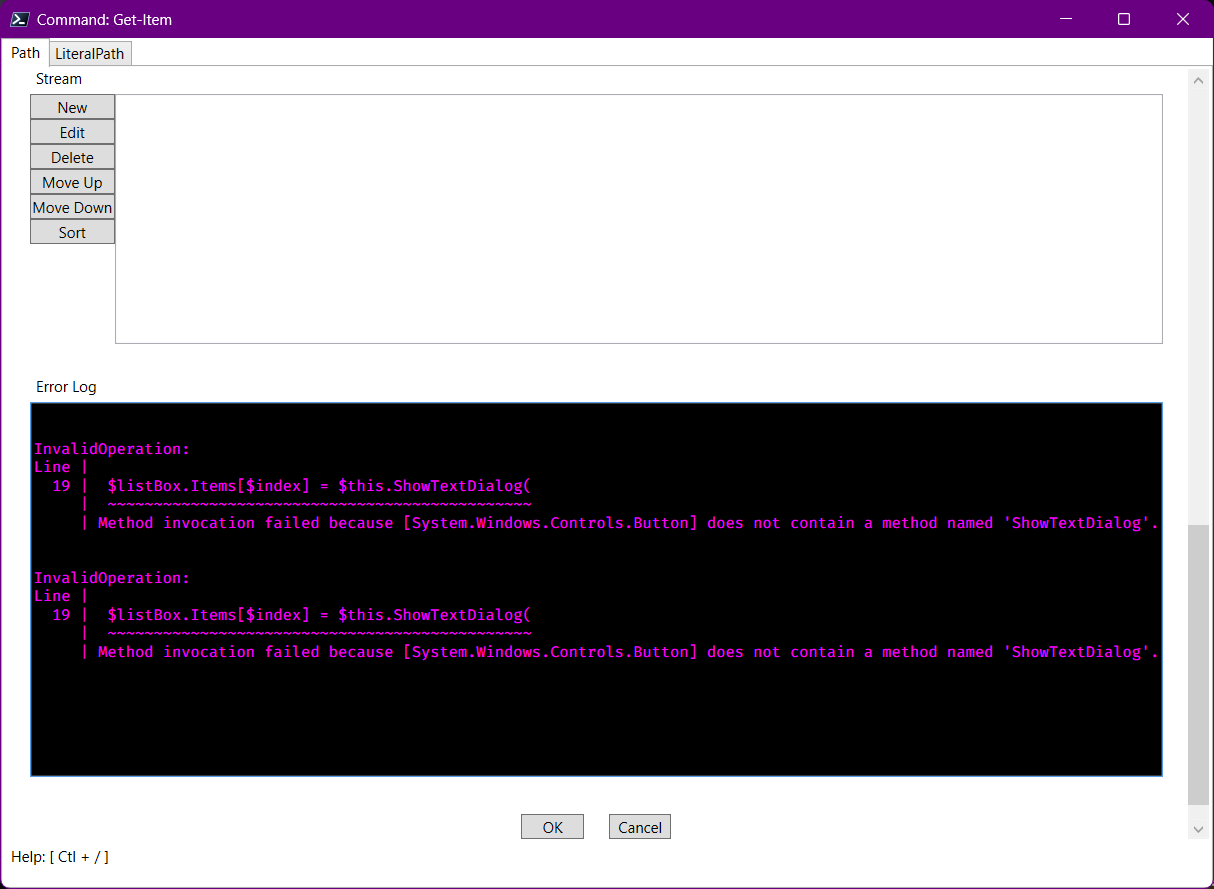 Command: Get-Item
Path LiteralPath
Stream
New
Edit
Delete
Move Up
Move Down
Sort
Error Log
InvalidOperation:
Line |
19 | $listBox.Items[$index] = $this.ShowTextDialog(
| ~~~~~~~~~~~~~~~~~~~~~~~~~~~~~~~~~~~~~~~~~~~~~~
| Method invocation failed because [System.Windows.Controls.Button] does not contain a method named 'ShowTextDialog'.
InvalidOperation:
Line |
19 | $listBox.Items[$index] = $this.ShowTextDialog(
| ~~~~~~~~~~~~~~~~~~~~~~~~~~~~~~~~~~~~~~~~~~~~~~
| Method invocation failed because [System.Windows.Controls.Button] does not contain a method named 'ShowTextDialog'.
OK Cancel
Help: [ Ctl + / ]